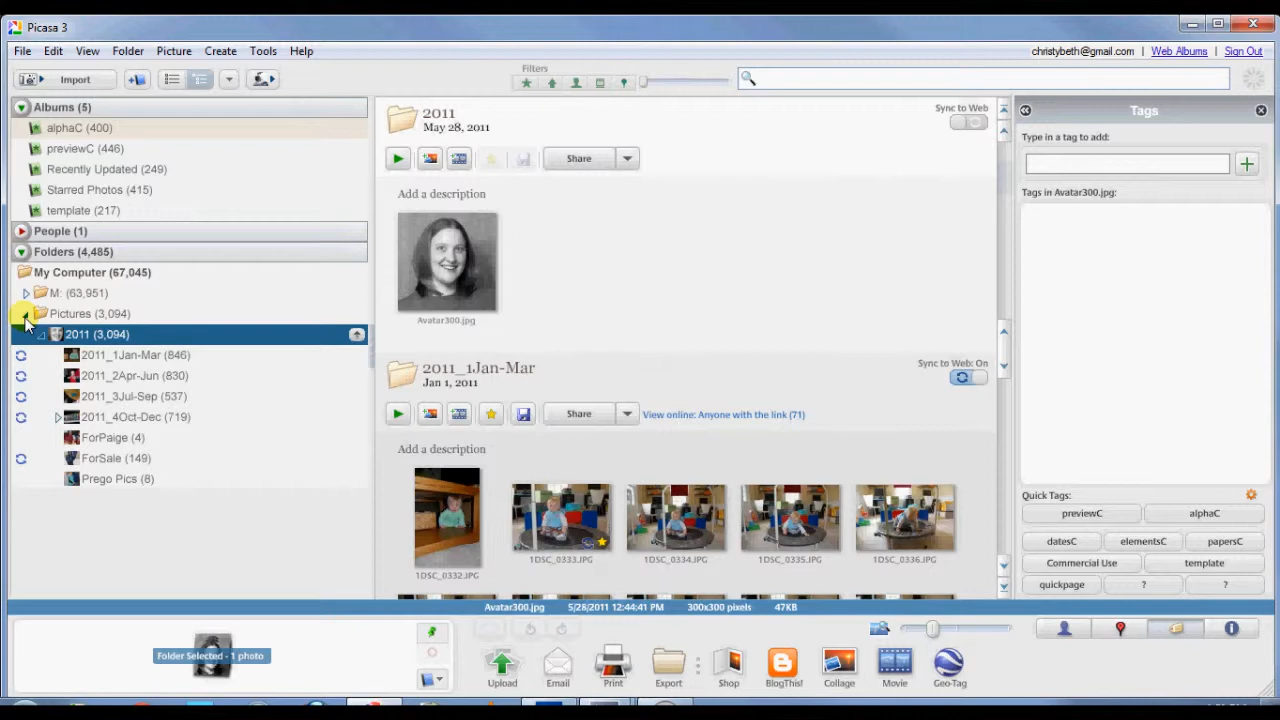 Picasa 3
File Edit View Folder Picture Create Tools Help
christybeth@gmail.com | Web Albums | Sign Out
Import
Filters
Albums (5)
alphaC (400)
previewC (446)
Recently Updated (249)
Starred Photos (415)
template (217)
People (1)
Folders (4,485)
My Computer (67,045)
M: (63,951)
Pictures (3,094)
2011 (3,094)
2011_1Jan-Mar (846)
2011_2Apr-Jun (830)
2011_3Jul-Sep (537)
2011_4Oct-Dec (719)
ForPaige (4)
ForSale (149)
Prego Pics (8)
2011
May 28, 2011
Sync to Web
Share
Add a description
Avatar300.jpg
2011_1Jan-Mar
Jan 1, 2011
Sync to Web: On
Share
View online: Anyone with the link (71)
Add a description
1DSC_0332.JPG
1DSC_0333.JPG
1DSC_0334.JPG
1DSC_0335.JPG
1DSC_0336.JPG
Tags
Type in a tag to add:
Tags in Avatar300.jpg:
Quick Tags:
previewC alphaC
datesC elementsC papersC
Commercial Use template
quickpage ? ?
Avatar300.jpg 5/28/2011 12:44:41 PM 300x300 pixels 47KB
Folder Selected - 1 photo
Upload Email Print Export Shop BlogThis! Collage Movie Geo-Tag